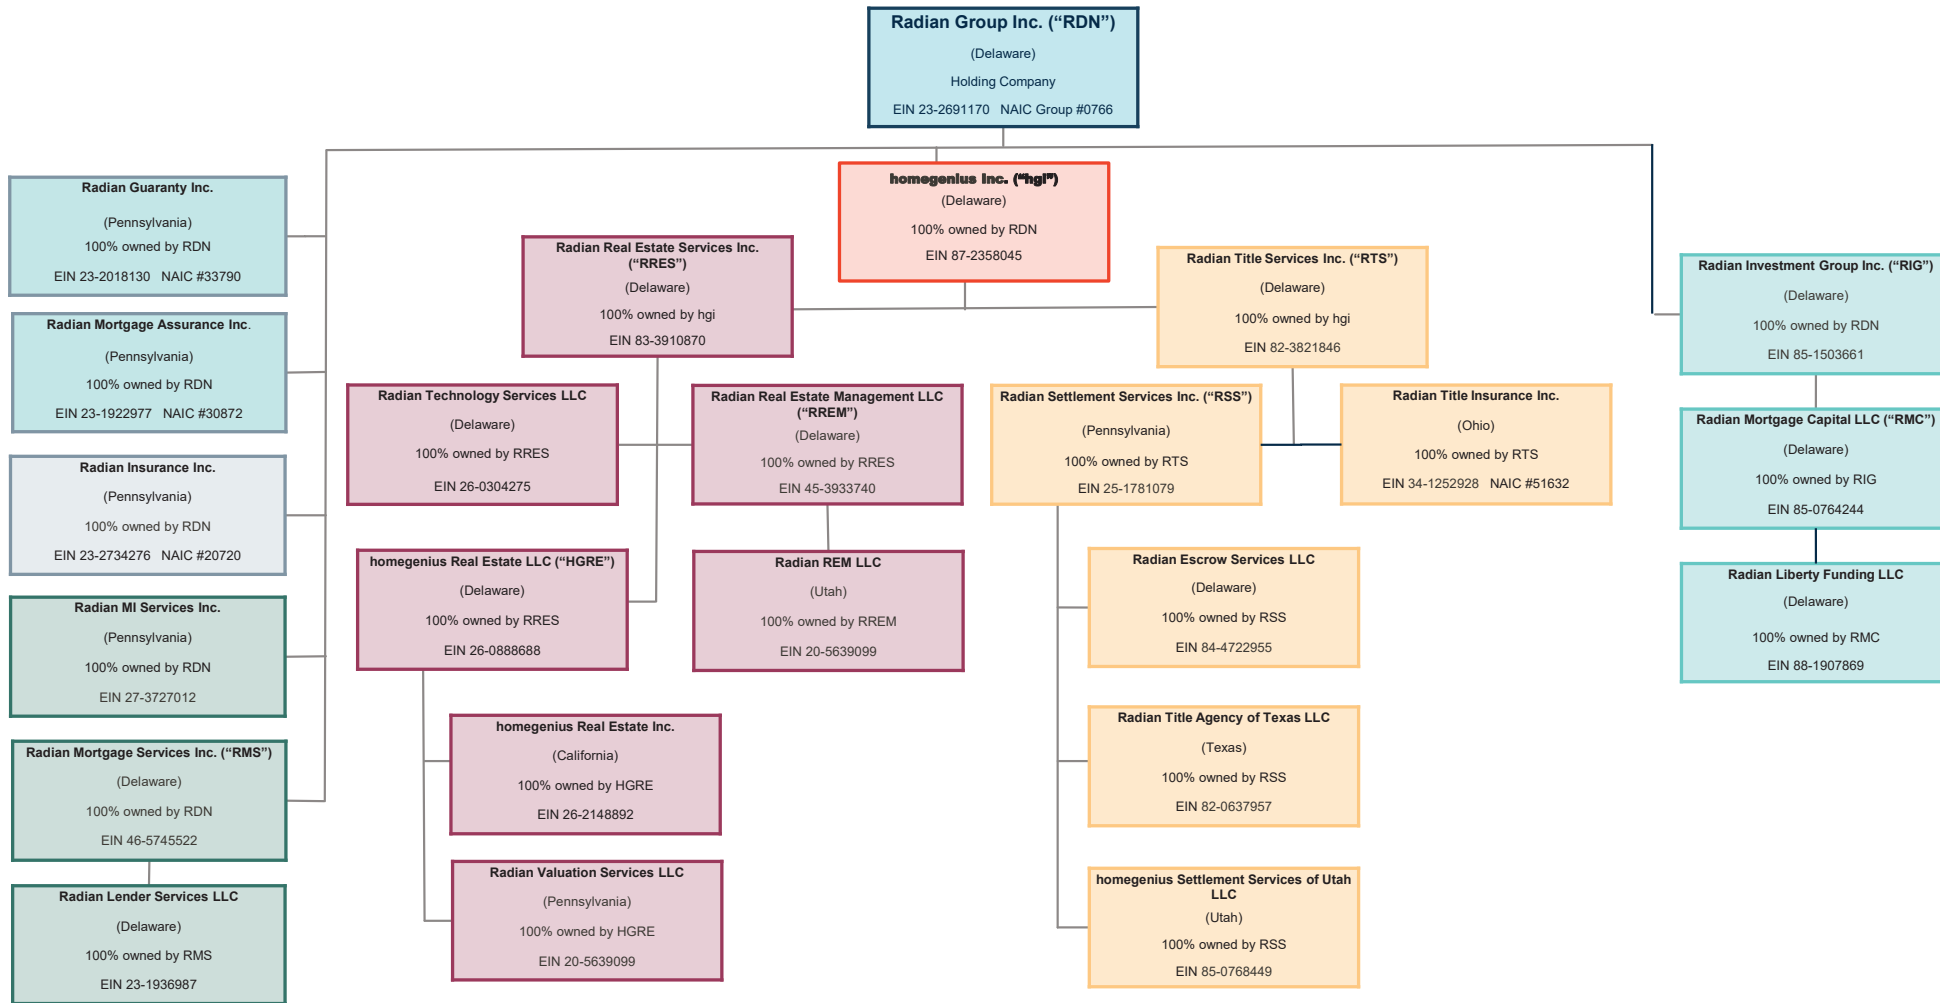 Radian Group Inc. (“RDN”)
(Delaware)
Holding Company
EIN 23-2691170 NAIC Group #0766
Radian Guaranty Inc.
(Pennsylvania)
100% owned by RDN
EIN 23-2018130 NAIC #33790
Radian Mortgage Assurance Inc.
(Pennsylvania)
100% owned by RDN
EIN 23-1922977 NAIC #30872
Radian Insurance Inc.
(Pennsylvania)
100% owned by RDN
EIN 23-2734276 NAIC #20720
Radian MI Services Inc.
(Pennsylvania)
100% owned by RDN
EIN 27-3727012
Radian Mortgage Services Inc. (“RMS”)
(Delaware)
100% owned by RDN
EIN 46-5745522
Radian Lender Services LLC
(Delaware)
100% owned by RMS
EIN 23-1936987
homegenius Inc. (“hgi”)
(Delaware)
100% owned by RDN
EIN 87-2358045
Radian Real Estate Services Inc.
(“RRES”)
(Delaware)
100% owned by hgi
EIN 83-3910870
Radian Technology Services LLC
(Delaware)
100% owned by RRES
EIN 26-0304275
Radian Real Estate Management LLC
(“RREM”)
(Delaware)
100% owned by RRES
EIN 45-3933740
homegenius Real Estate LLC (“HGRE”)
(Delaware)
100% owned by RRES
EIN 26-0888688
Radian REM LLC
(Utah)
100% owned by RREM
EIN 20-5639099
homegenius Real Estate Inc.
(California)
100% owned by HGRE
EIN 26-2148892
Radian Valuation Services LLC
(Pennsylvania)
100% owned by HGRE
EIN 20-5639099
Radian Title Services Inc. (“RTS”)
(Delaware)
100% owned by hgi
EIN 82-3821846
Radian Settlement Services Inc. (“RSS”)
(Pennsylvania)
100% owned by RTS
EIN 25-1781079
Radian Title Insurance Inc.
(Ohio)
100% owned by RTS
EIN 34-1252928 NAIC #51632
Radian Escrow Services LLC
(Delaware)
100% owned by RSS
EIN 84-4722955
Radian Title Agency of Texas LLC
(Texas)
100% owned by RSS
EIN 82-0637957
homegenius Settlement Services of Utah
LLC
(Utah)
100% owned by RSS
EIN 85-0768449
Radian Investment Group Inc. (“RIG”)
(Delaware)
100% owned by RDN
EIN 85-1503661
Radian Mortgage Capital LLC (“RMC”)
(Delaware)
100% owned by RIG
EIN 85-0764244
Radian Liberty Funding LLC
(Delaware)
100% owned by RMC
EIN 88-1907869